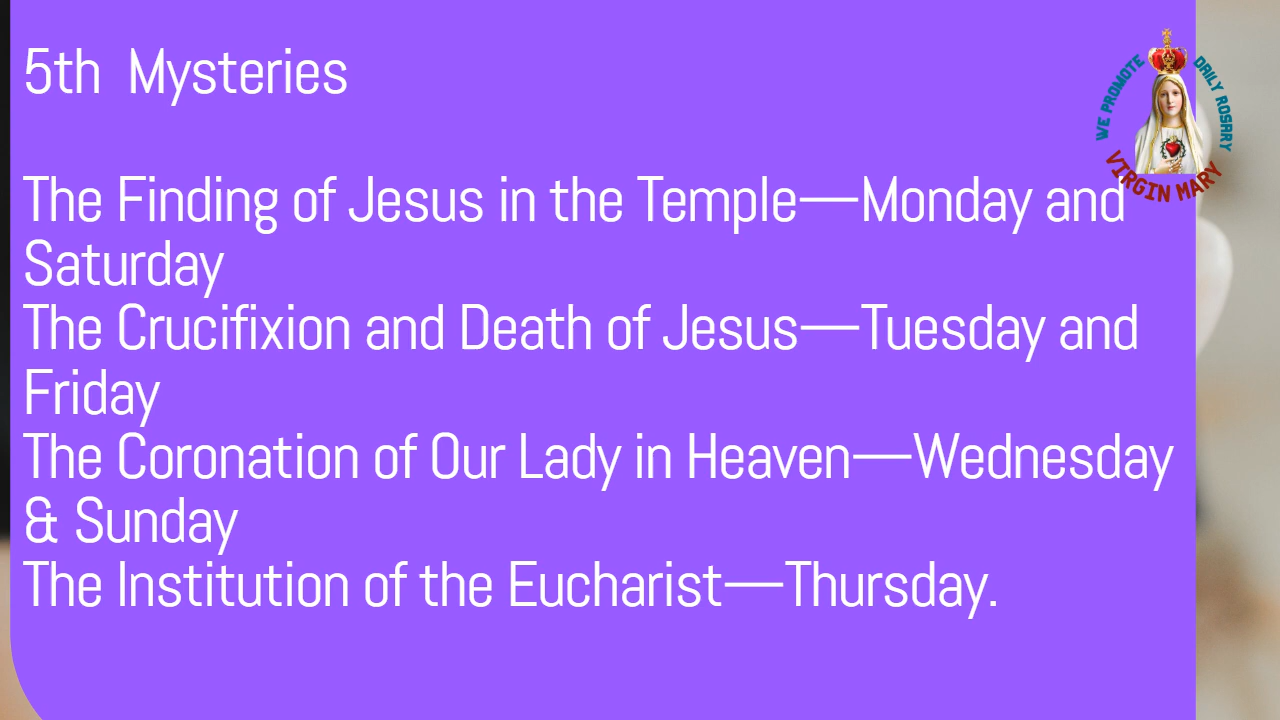 5th  Mysteries
The Finding of Jesus in the Temple—Monday and
Saturday
The Crucifixion and Death of Jesus—Tuesday and
Friday
The Coronation of Our Lady in Heaven—Wednesday
& Sunday
The Institution of the Eucharist—Thursday.
WE PROMOTE DAILY ROSARY
VIRGIN MARY